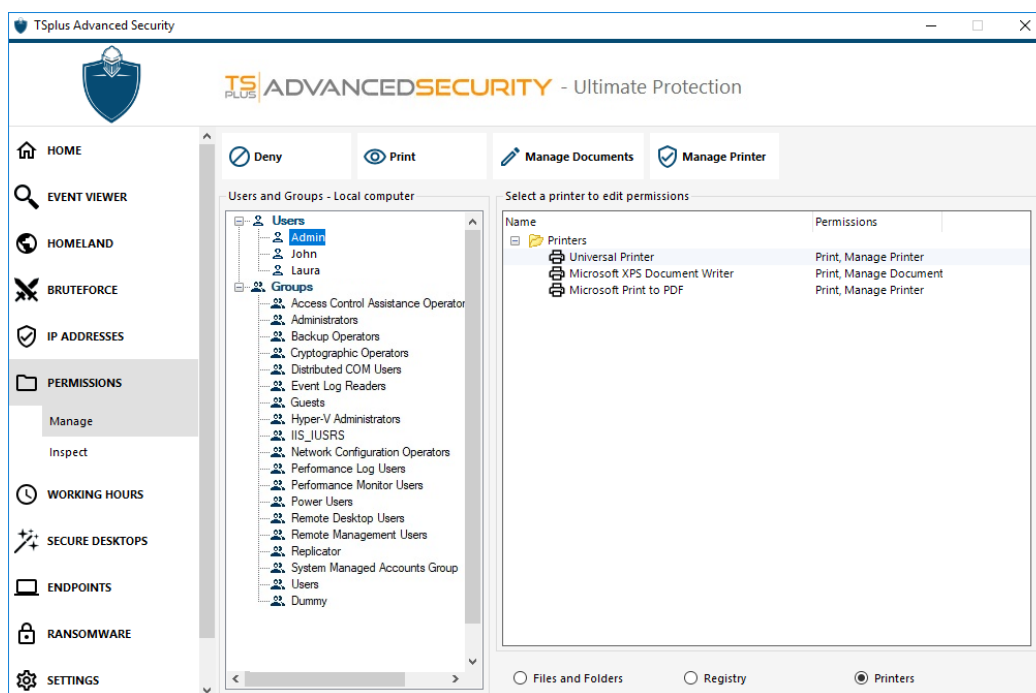 TSplus Advanced Security
TS PLUS ADVANCEDSECURITY - Ultimate Protection
HOME
EVENT VIEWER
HOMELAND
BRUTEFORCE
IP ADDRESSES
PERMISSIONS
Manage
Inspect
WORKING HOURS
SECURE DESKTOPS
ENDPOINTS
RANSOMWARE
SETTINGS
Deny
Print
Manage Documents
Manage Printer
Users and Groups - Local computer
Users
Admin
John
Laura
Groups
Access Control Assistance Operator
Administrators
Backup Operators
Cryptographic Operators
Distributed COM Users
Event Log Readers
Guests
Hyper-V Administrators
IIS_IUSRS
Network Configuration Operators
Performance Log Users
Performance Monitor Users
Power Users
Remote Desktop Users
Remote Management Users
Replicator
System Managed Accounts Group
Users
Dummy
Select a printer to edit permissions
Name Permissions
Printers
Universal Printer Print, Manage Printer
Microsoft XPS Document Writer Print, Manage Document
Microsoft Print to PDF Print, Manage Printer
Files and Folders Registry Printers